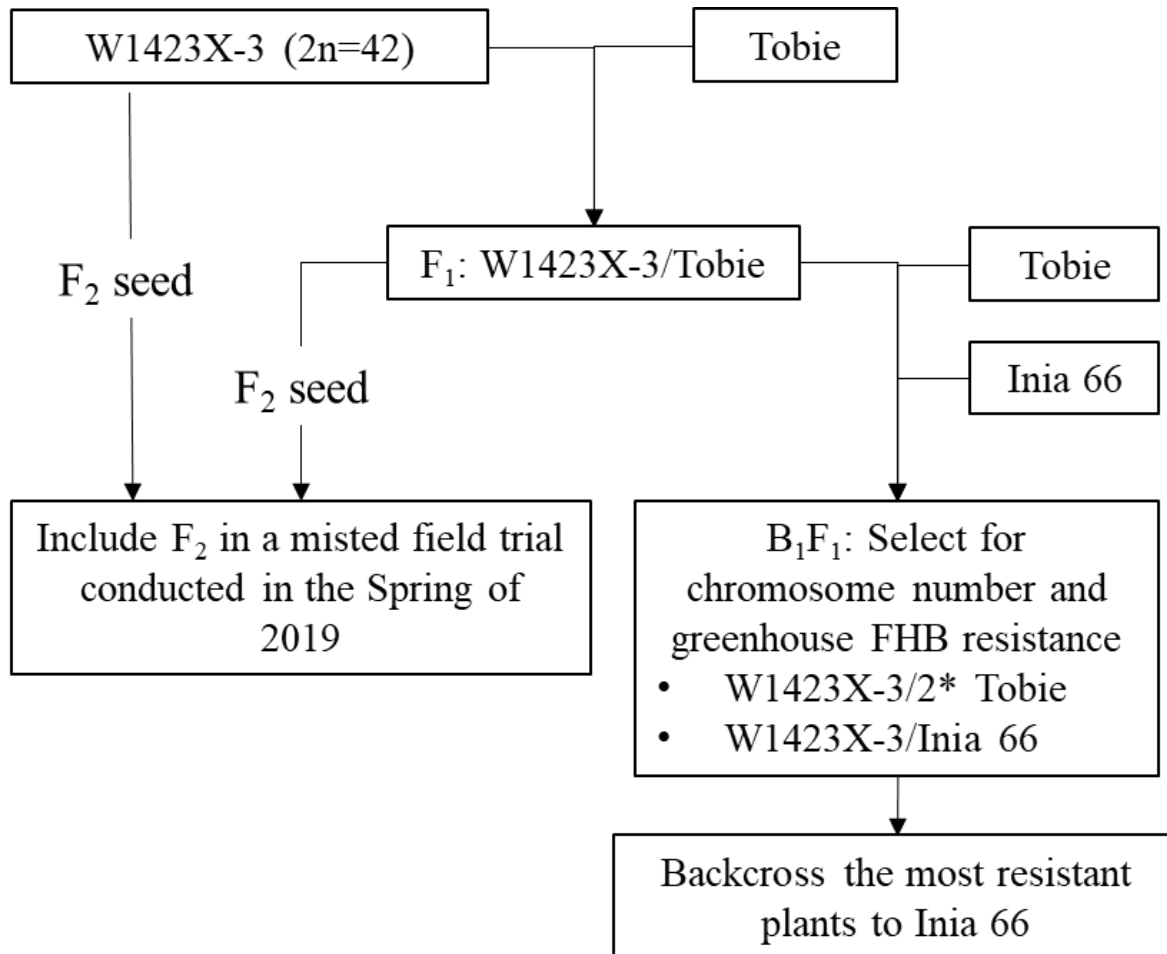 W1423X-3 (2n=42)
Tobie
F₁: W1423X-3/Tobie
Tobie
F₂ seed
Inia 66
F₂ seed
Include F₂ in a misted field trial
conducted in the Spring of
2019
B₁F₁: Select for
chromosome number and
greenhouse FHB resistance
• W1423X-3/2* Tobie
• W1423X-3/Inia 66
Backcross the most resistant
plants to Inia 66